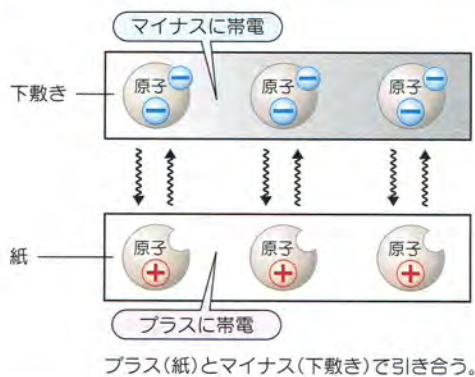 マイナスに帯電
下敷き
原子 原子 原子
− − −
− − −
紙
原子 原子 原子
+ + +
プラスに帯電
プラス(紙)とマイナス(下敷き)で引き合う。